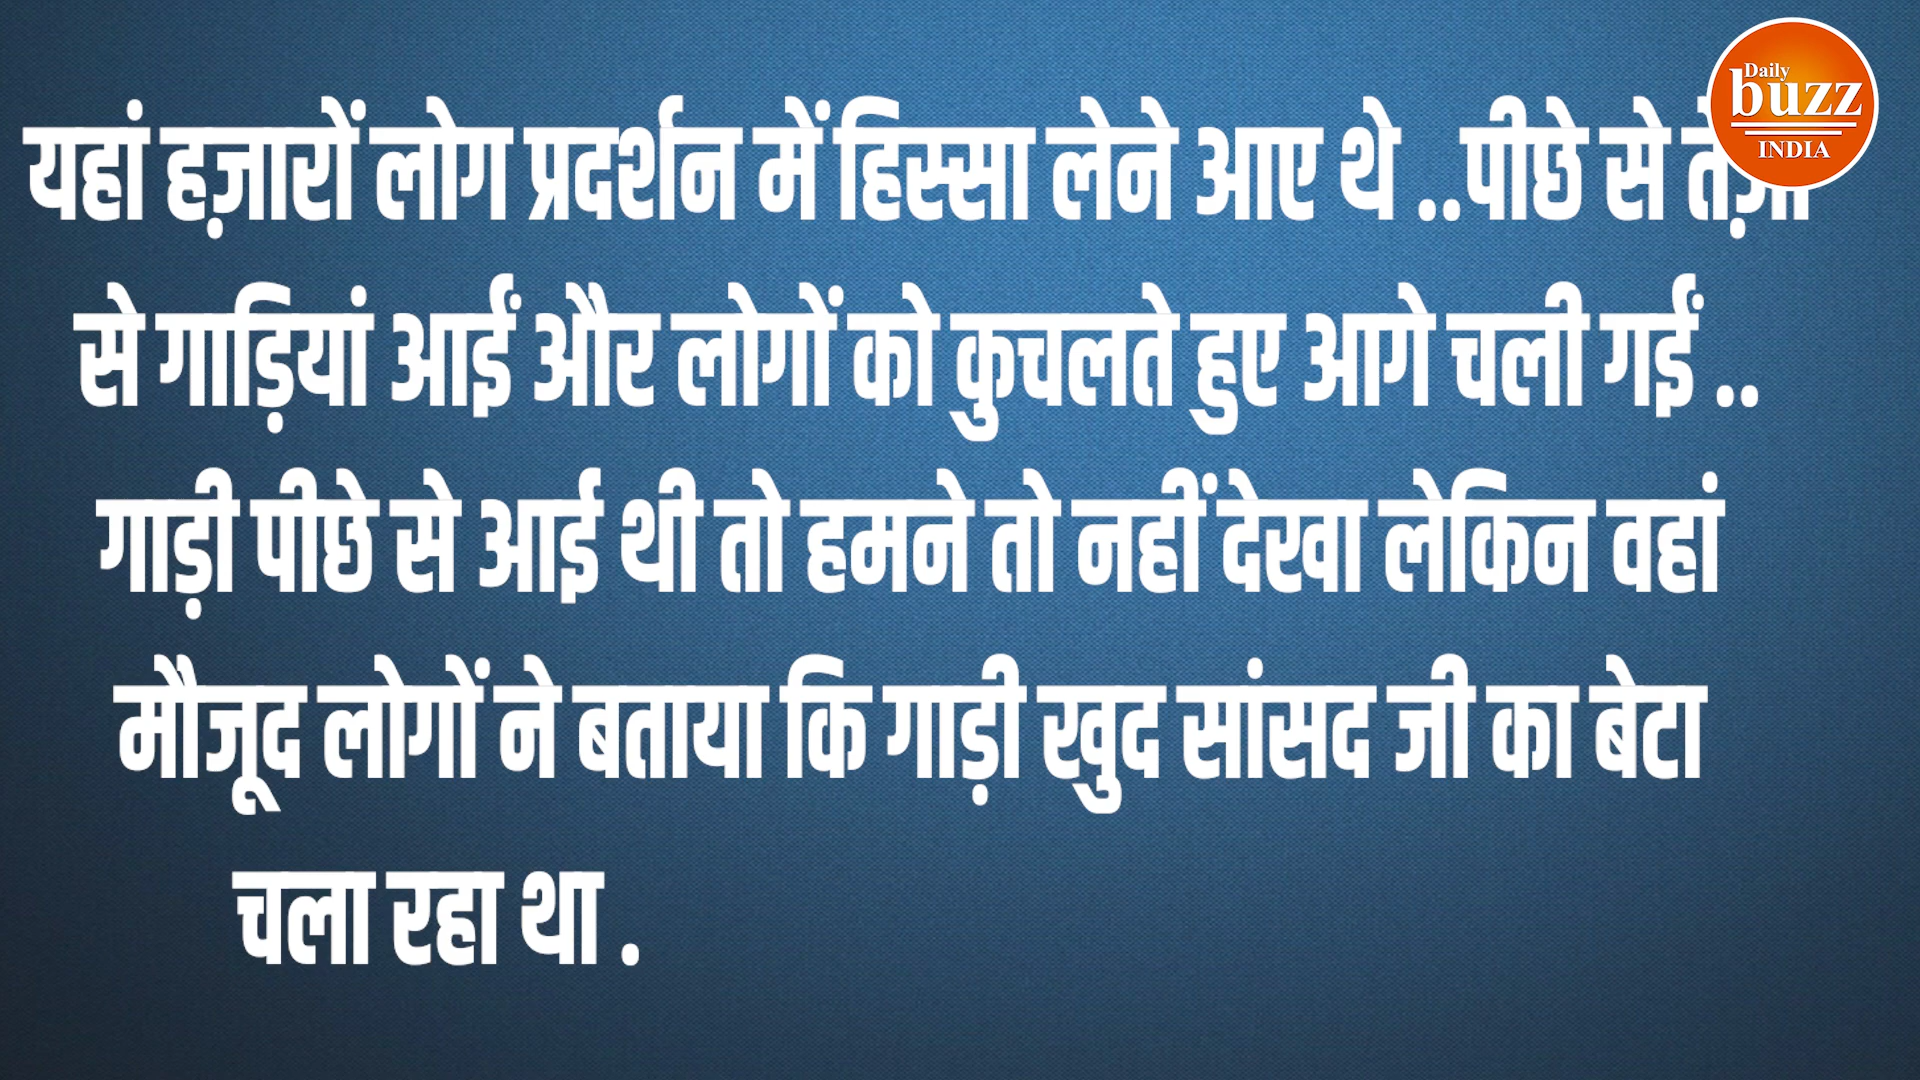 यहां हज़ारों लोग प्रदर्शन में हिस्सा लेने आए थे ..पीछे से
से गाड़ियां आईं और लोगों को कुचलते हुए आगे चली गईं ..
गाड़ी पीछे से आई थी तो हमने तो नहीं देखा लेकिन वहां
मौजूद लोगों ने बताया कि गाड़ी खुद सांसद जी का बेटा
चला रहा था .
Daily
buzz
INDIA